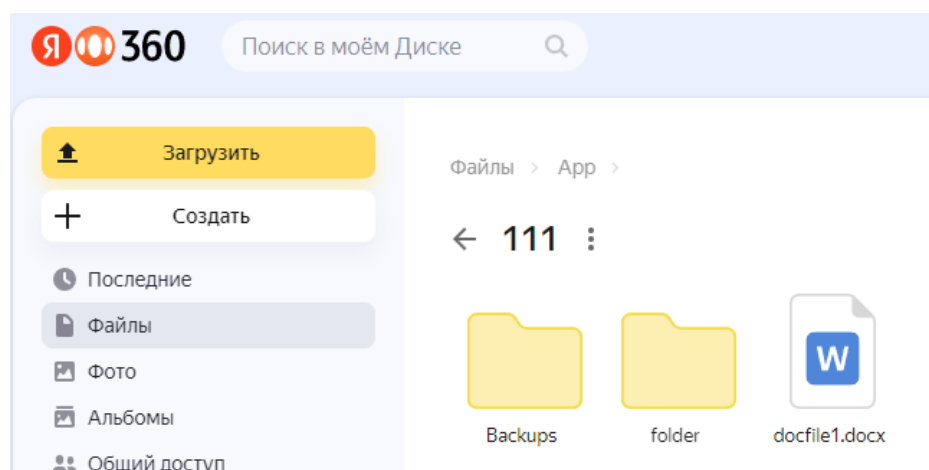 Я 360
Поиск в моём Диске
Загрузить
Создать
Последние
Файлы
Фото
Альбомы
Общий доступ
Файлы > App >
← 111
W
Backups
folder
docfile1.docx